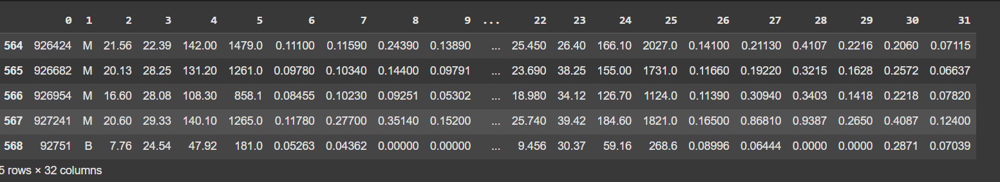 0 1 2 3 4 5 6 7 8 9 ... 22 23 24 25 26 27 28 29 30 31
564 926424 M 21.56 22.39 142.00 1479.0 0.11100 0.11590 0.24390 0.13890 ... 25.450 26.40 166.10 2027.0 0.14100 0.21130 0.4107 0.2216 0.2060 0.07115
565 926682 M 20.13 28.25 131.20 1261.0 0.09780 0.10340 0.14400 0.09791 ... 23.690 38.25 155.00 1731.0 0.11660 0.19220 0.3215 0.1628 0.2572 0.06637
566 926954 M 16.60 28.08 108.30 858.1 0.08455 0.10230 0.09251 0.05302 ... 18.980 34.12 126.70 1124.0 0.11390 0.30940 0.3403 0.1418 0.2218 0.07820
567 927241 M 20.60 29.33 140.10 1265.0 0.11780 0.27700 0.35140 0.15200 ... 25.740 39.42 184.60 1821.0 0.16500 0.86810 0.9387 0.2650 0.4087 0.12400
568 92751 B 7.76 24.54 47.92 181.0 0.05263 0.04362 0.00000 0.00000 ... 9.456 30.37 59.16 268.6 0.08996 0.06444 0.0000 0.0000 0.2871 0.07039
5 rows × 32 columns